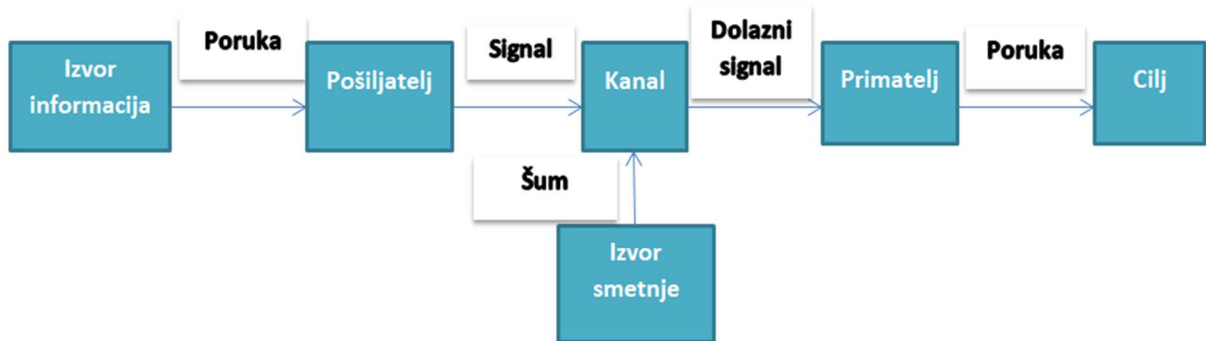 Izvor
informacija
Poruka
Pošiljatelj
Signal
Kanal
Dolazni
signal
Primatelj
Poruka
Cilj
Šum
Izvor
smetnje